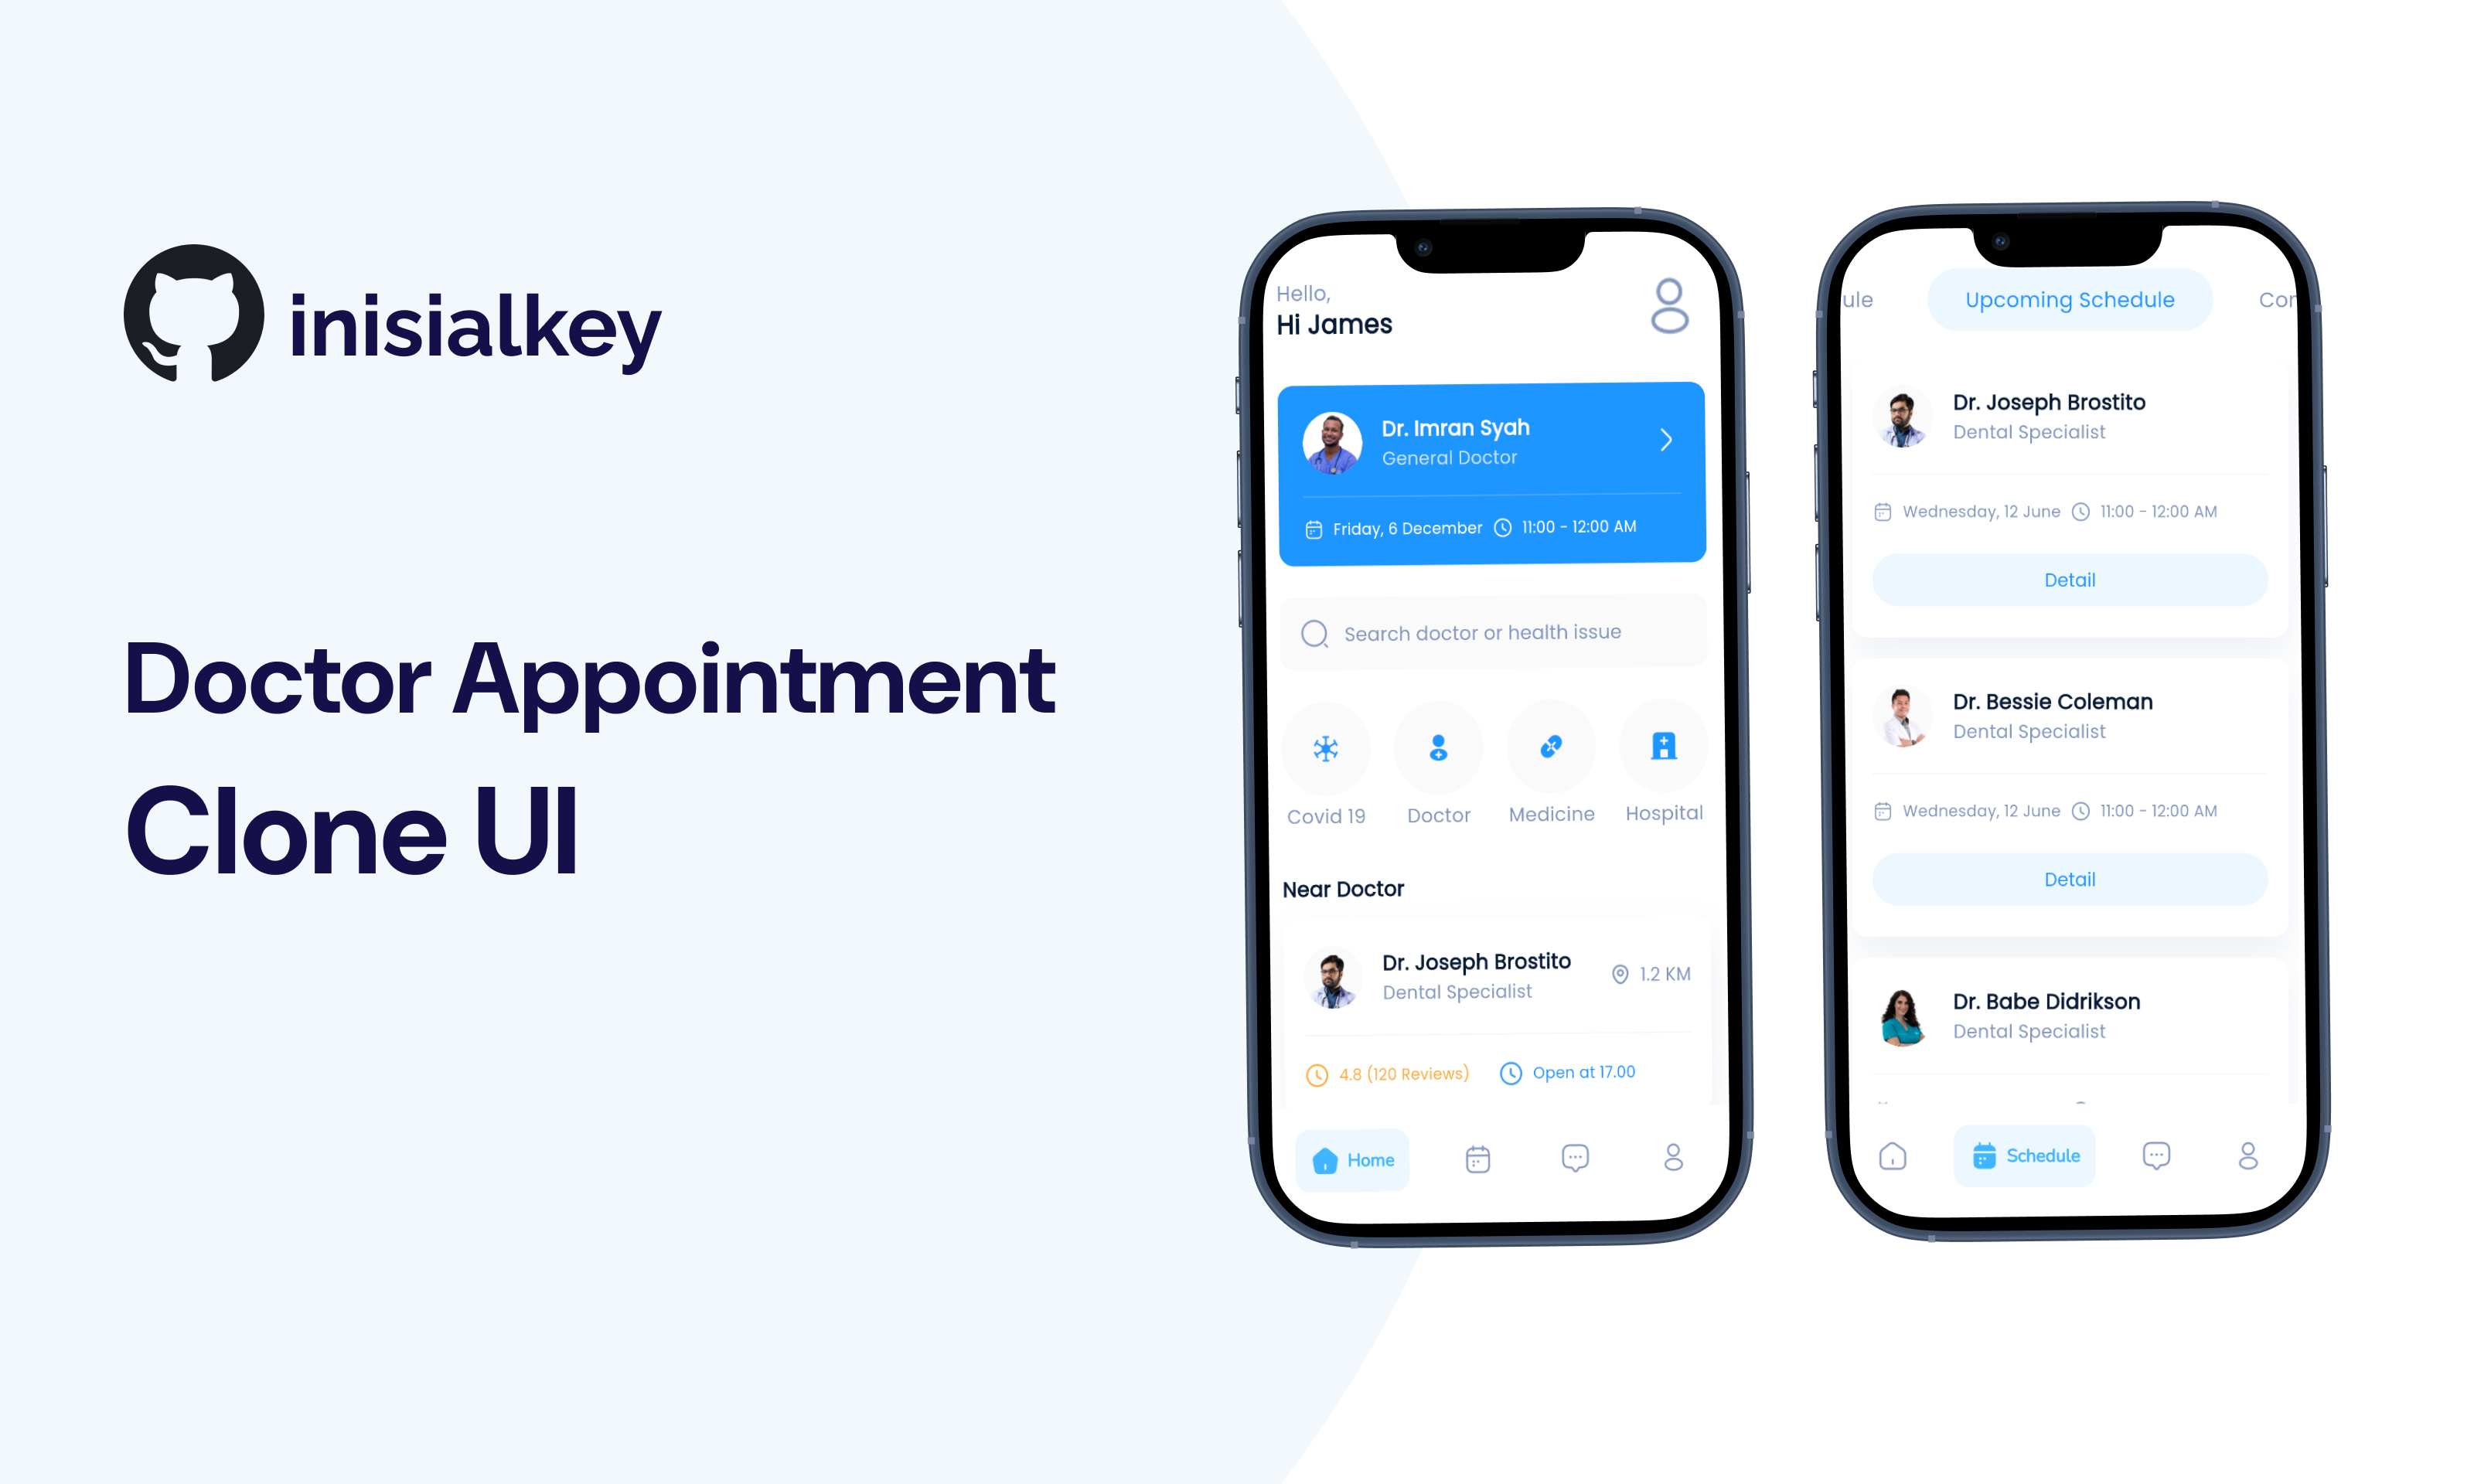 inisialkey
Doctor Appointment
Clone UI
Hello,
Hi James
Dr. Imran Syah
General Doctor
Friday, 6 December 11:00 - 12:00 AM
Search doctor or health issue
Covid 19 Doctor Medicine Hospital
Near Doctor
Dr. Joseph Brostito
Dental Specialist
1.2 KM
4.8 (120 Reviews) Open at 17.00
Home
ule Upcoming Schedule Con
Dr. Joseph Brostito
Dental Specialist
Wednesday, 12 June 11:00 - 12:00 AM
Detail
Dr. Bessie Coleman
Dental Specialist
Wednesday, 12 June 11:00 - 12:00 AM
Detail
Dr. Babe Didrikson
Dental Specialist
Schedule